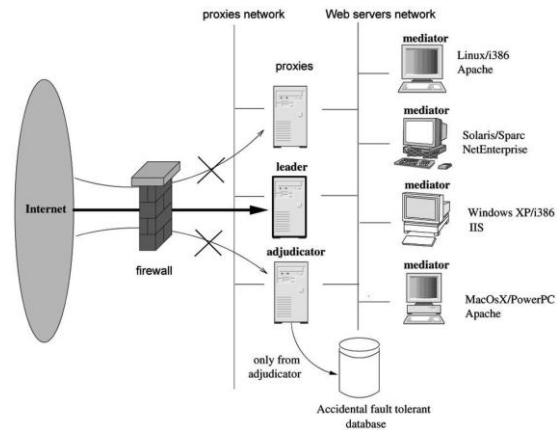 proxies network
Web servers network
mediator
Linux/i386
Apache
proxies
mediator
Solaris/Sparc
NetEnterprise
leader
Internet
mediator
Windows XP/i386
IIS
firewall
adjudicator
mediator
MacOsX/PowerPC
Apache
only from
adjudicator
Accidental fault tolerant
database